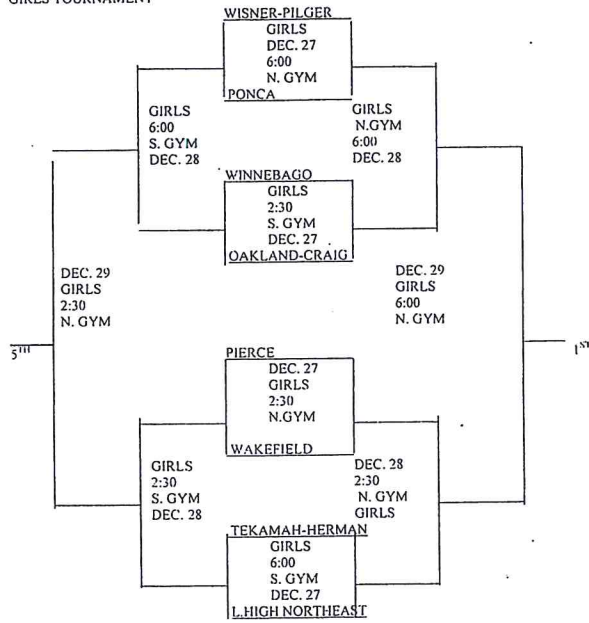 GIRLS TOURNAMENT
WISNER-PILGER
GIRLS
DEC. 27
6:00
N. GYM
PONCA
GIRLS
6:00
S. GYM
DEC. 28
GIRLS
N.GYM
6:00
DEC. 28
WINNEBAGO
GIRLS
2:30
S. GYM
DEC. 27
OAKLAND-CRAIG
DEC. 29
GIRLS
2:30
N. GYM
DEC. 29
GIRLS
6:00
N. GYM
5TH
1ST
PIERCE
DEC. 27
GIRLS
2:30
N.GYM
WAKEFIELD
GIRLS
2:30
S. GYM
DEC. 28
DEC. 28
2:30
N. GYM
GIRLS
TEKAMAH-HERMAN
GIRLS
6:00
S. GYM
DEC. 27
L.HIGH NORTHEAST